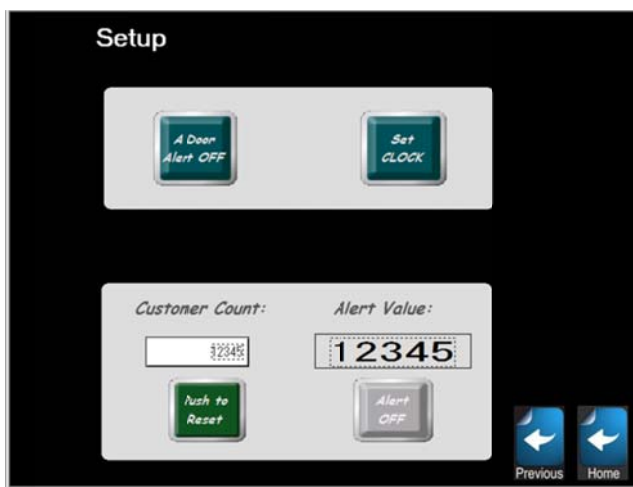 Setup
A Door
Alert OFF
Set
CLOCK
Customer Count:
Alert Value:
12345
12345
Push to
Reset
Alert
OFF
Previous
Home